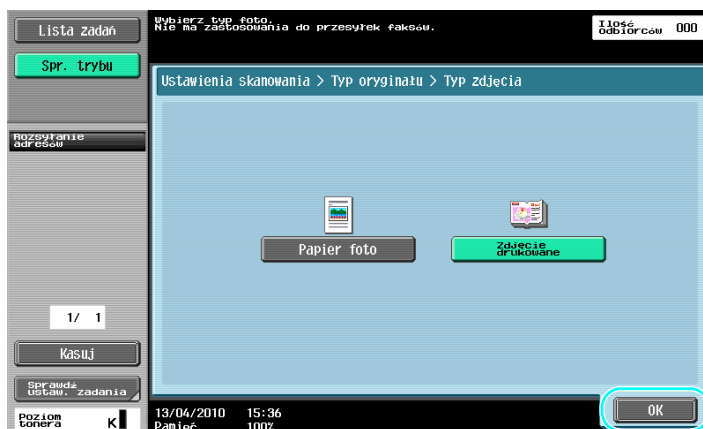 Lista zadań
Wybierz typ foto.
Nie ma zastosowania do przesyłek faksów.
Ilość
odbiorców 000
Spr. trybu
Ustawienia skanowania > Typ oryginału > Typ zdjęcia
Rozsyłanie
adresów
Papier foto
Zdjęcie
drukowane
1/ 1
Kasuj
Sprawdź
ustaw. zadania
Poziom
tonera K
13/04/2010 15:36
Pamięć 100%
OK